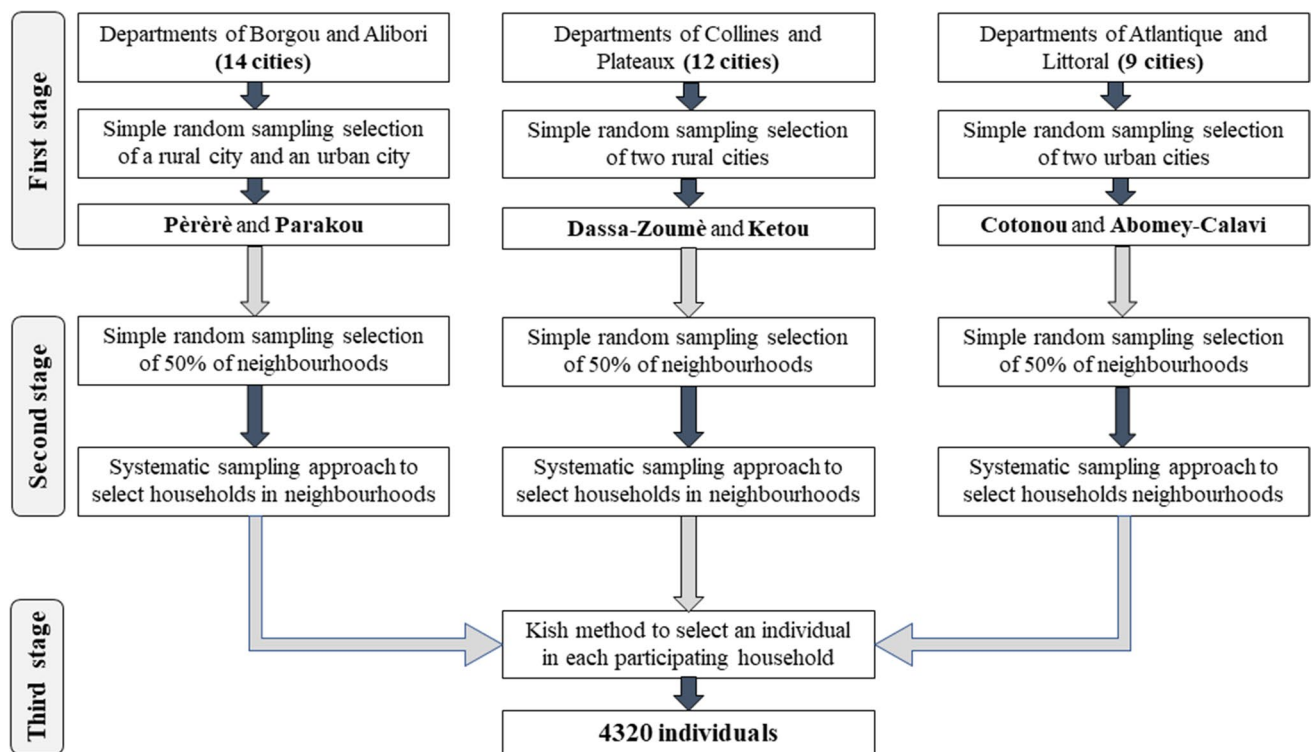 First stage
Departments of Borgou and Alibori
(14 cities)
Simple random sampling selection
of a rural city and an urban city
Pèrèrè and Parakou
Departments of Collines and
Plateaux (12 cities)
Simple random sampling selection
of two rural cities
Dassa-Zoumè and Ketou
Departments of Atlantique and
Littoral (9 cities)
Simple random sampling selection
of two urban cities
Cotonou and Abomey-Calavi
Second stage
Simple random sampling selection
of 50% of neighbourhoods
Systematic sampling approach to
select households in neighbourhoods
Simple random sampling selection
of 50% of neighbourhoods
Systematic sampling approach to
select households in neighbourhoods
Simple random sampling selection
of 50% of neighbourhoods
Systematic sampling approach to
select households neighbourhoods
Third stage
Kish method to select an individual
in each participating household
4320 individuals